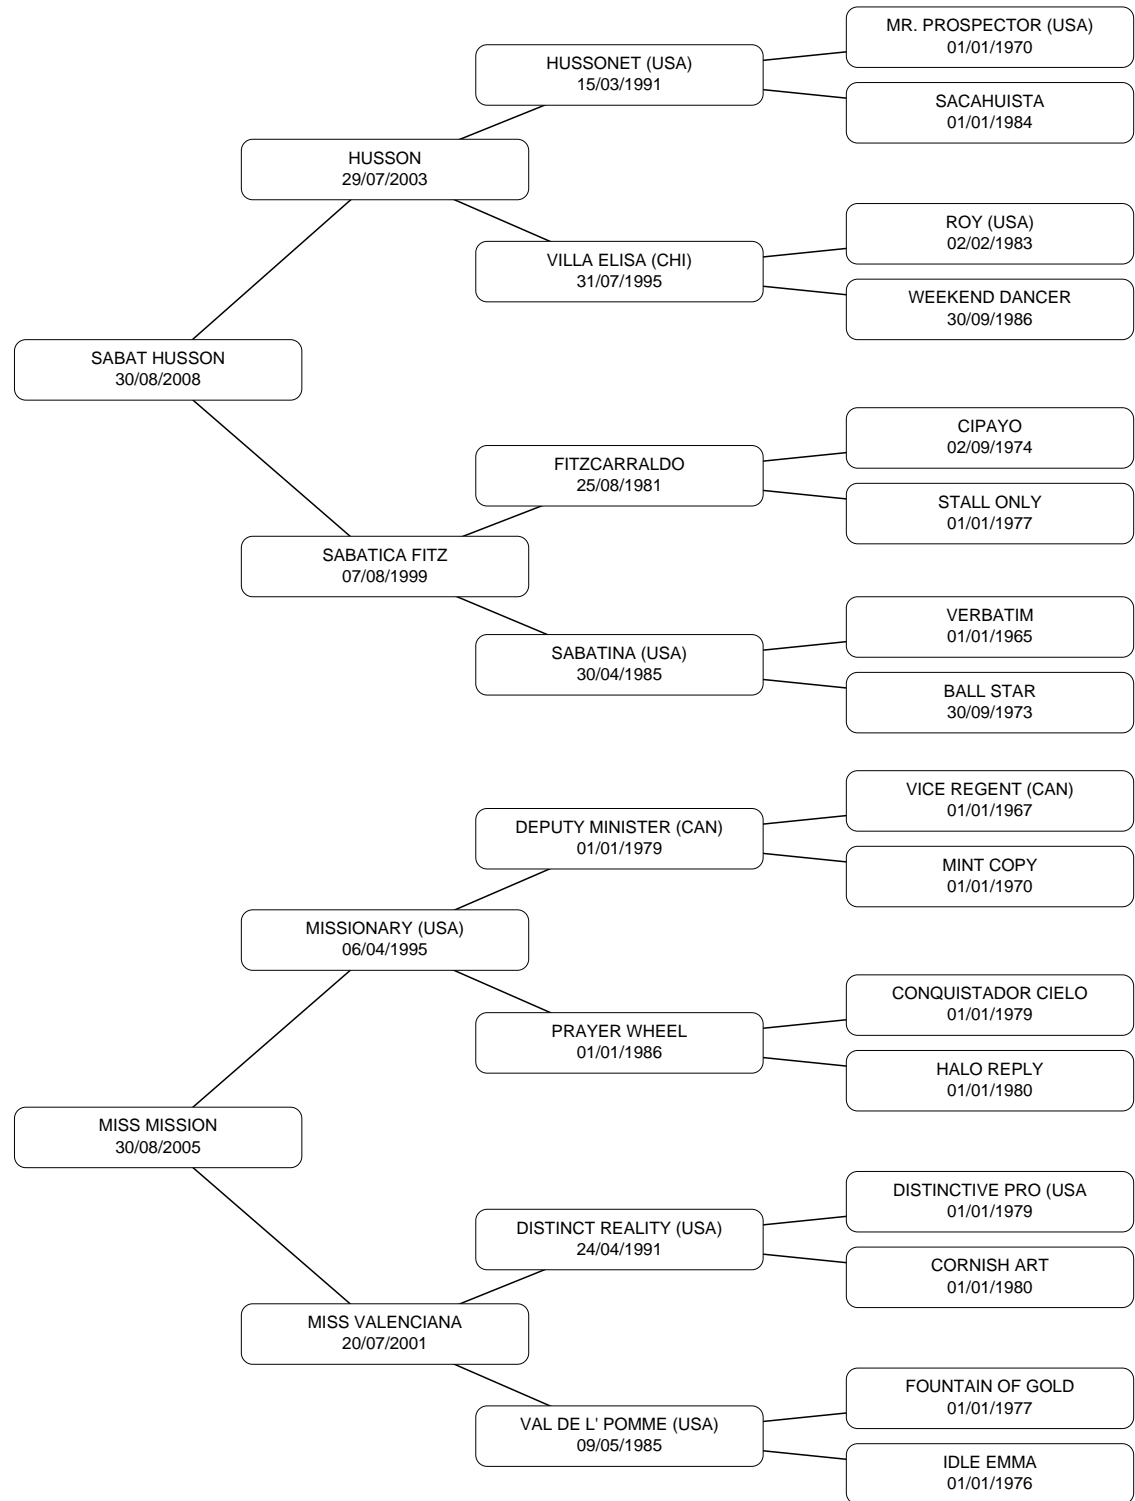 MR. PROSPECTOR (USA)
01/01/1970
HUSSONET (USA)
15/03/1991
SACAHUISTA
01/01/1984
HUSSON
29/07/2003
ROY (USA)
02/02/1983
VILLA ELISA (CHI)
31/07/1995
WEEKEND DANCER
30/09/1986
SABAT HUSSON
30/08/2008
CIPAYO
02/09/1974
FITZCARRALDO
25/08/1981
STALL ONLY
01/01/1977
SABATICA FITZ
07/08/1999
VERBATIM
01/01/1965
SABATINA (USA)
30/04/1985
BALL STAR
30/09/1973
VICE REGENT (CAN)
01/01/1967
DEPUTY MINISTER (CAN)
01/01/1979
MINT COPY
01/01/1970
MISSIONARY (USA)
06/04/1995
CONQUISTADOR CIELO
01/01/1979
PRAYER WHEEL
01/01/1986
HALO REPLY
01/01/1980
MISS MISSION
30/08/2005
DISTINCTIVE PRO (USA
01/01/1979
DISTINCT REALITY (USA)
24/04/1991
CORNISH ART
01/01/1980
MISS VALENCIANA
20/07/2001
FOUNTAIN OF GOLD
01/01/1977
VAL DE L' POMME (USA)
09/05/1985
IDLE EMMA
01/01/1976